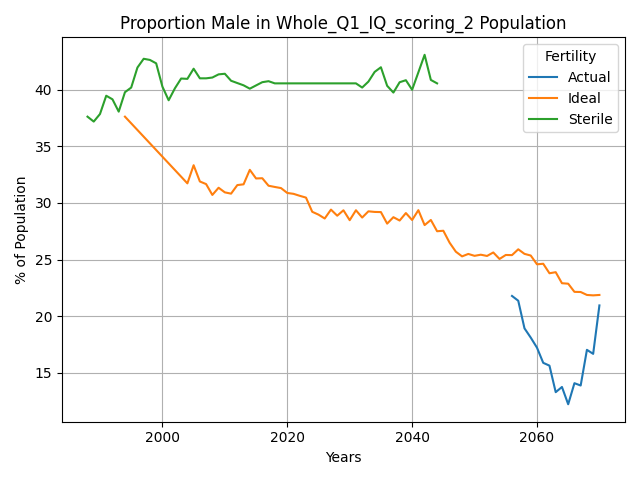 Proportion Male in Whole_Q1_IQ_scoring_2 Population
Fertility
Actual
Ideal
Sterile
% of Population
40
35
30
25
20
15
2000
2020
2040
2060
Years